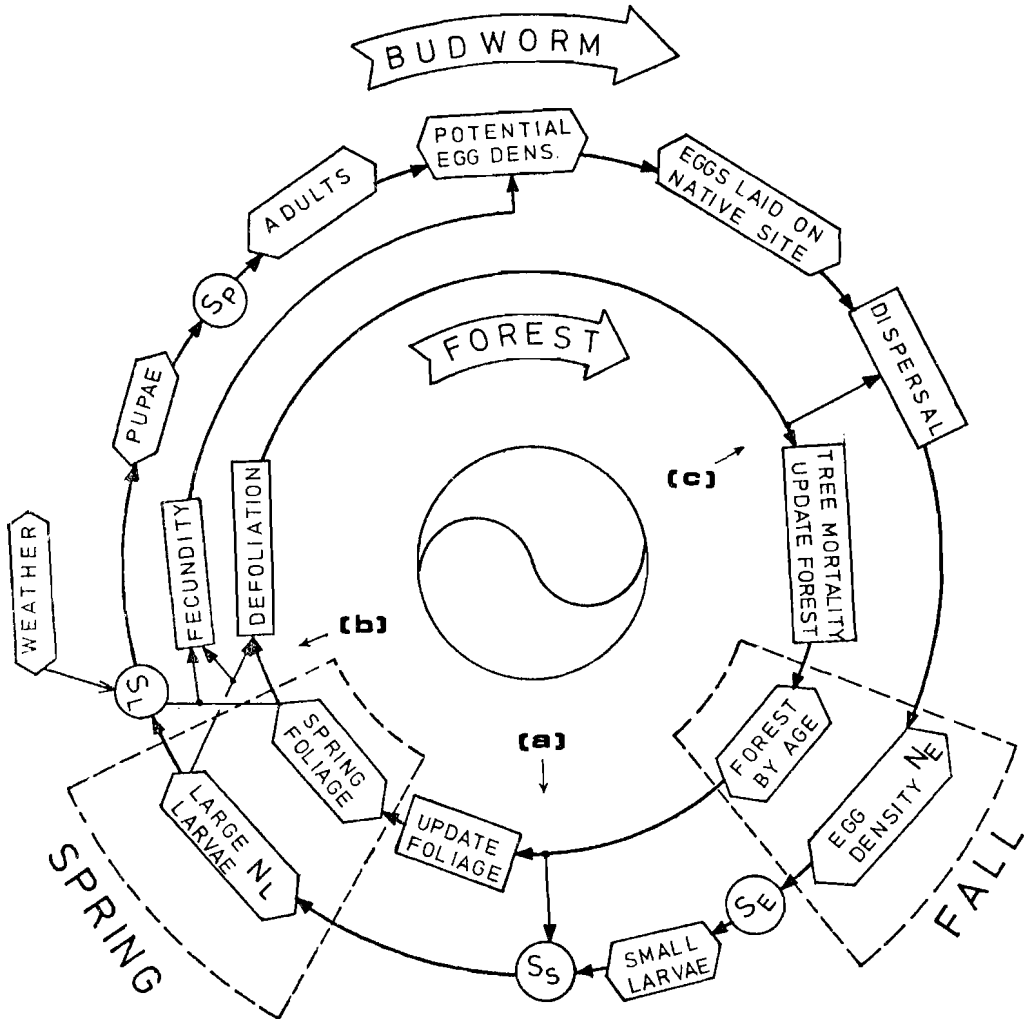 BUDWORM
POTENTIAL
EGG DENS.
EGGS LAID ON
NATIVE SITE
ADULTS
SP
DISPERSAL
FOREST
PUPAE
(c)
TREE MORTALITY
UPDATE FOREST
WEATHER
FECUNDITY
DEFOLIATION
(b)
SL
SPRING
FOLIAGE
(a)
FOREST
BY AGE
EGG
DENSITY NE
LARGE NL
LARVAE
UPDATE
FOLIAGE
SE
SMALL
LARVAE
SS
SPRING
FALL